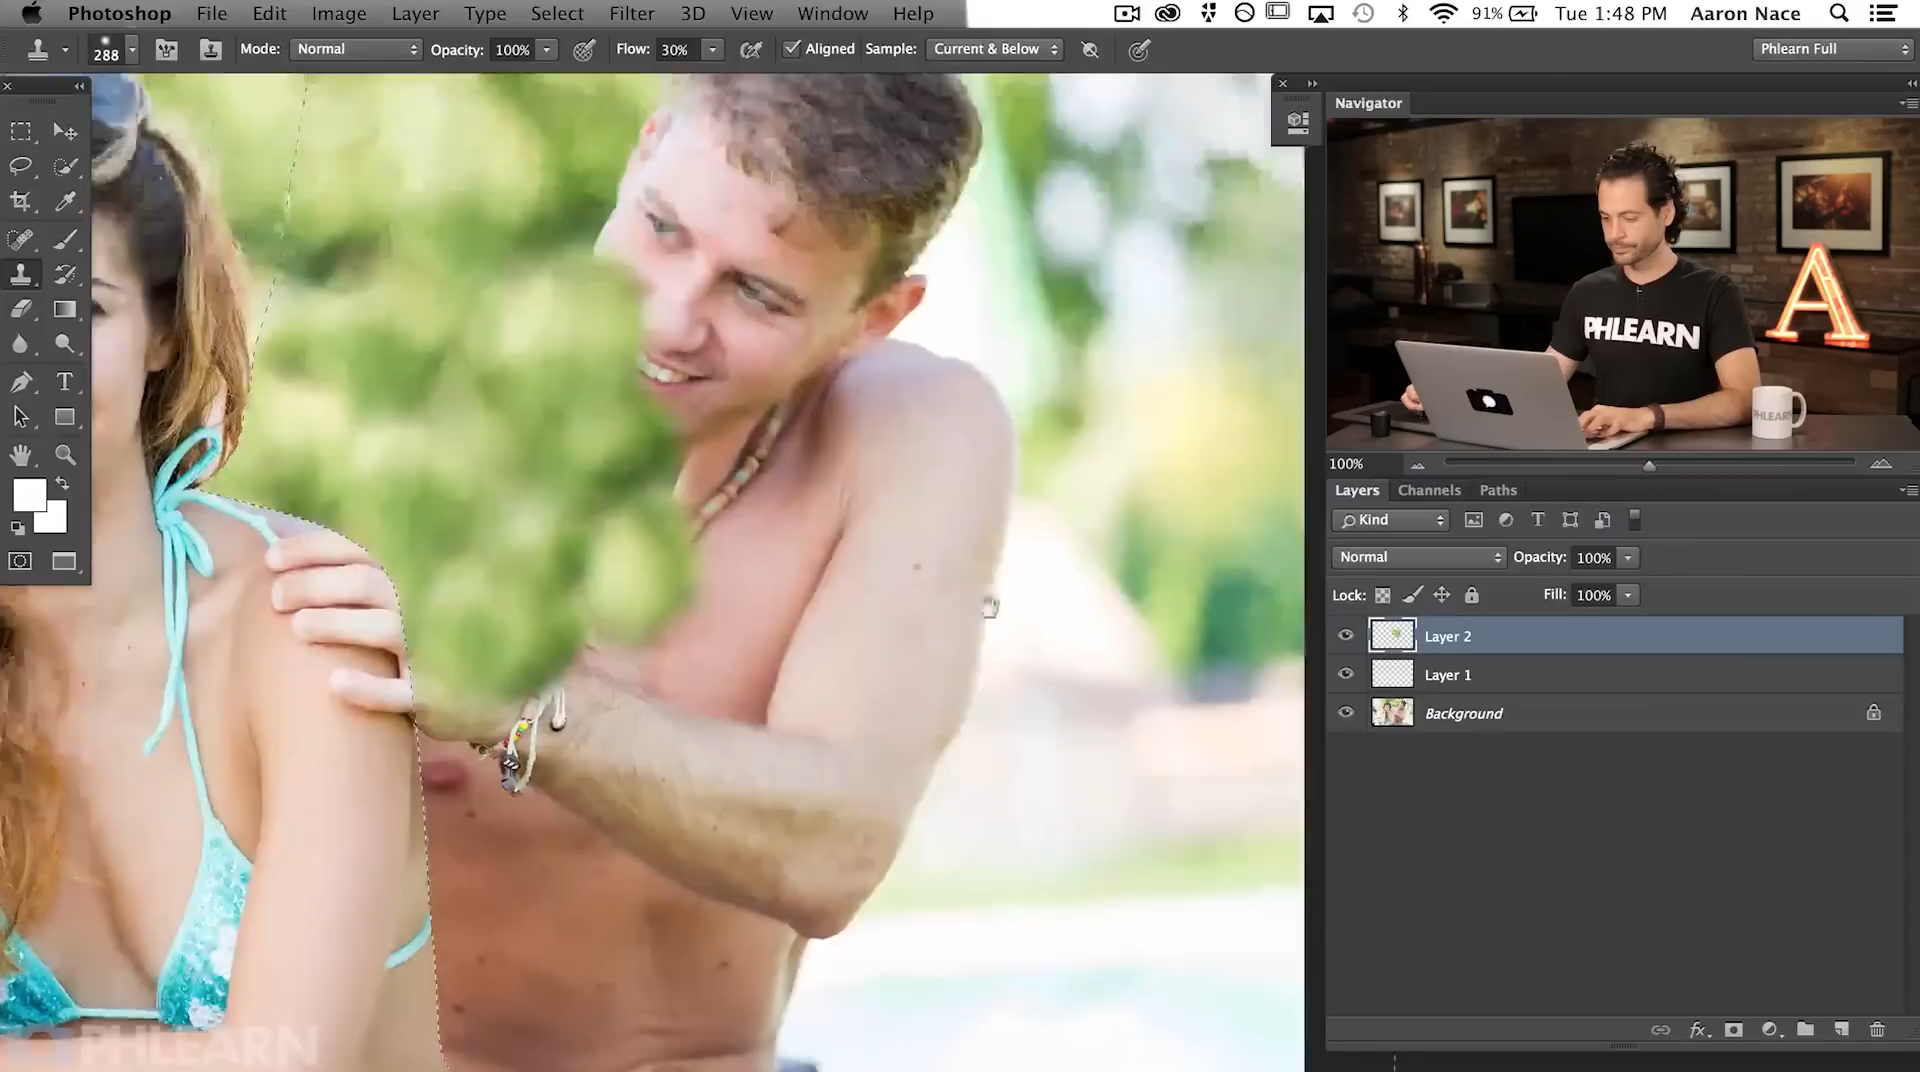 Photoshop File Edit Image Layer Type Select Filter 3D View Window Help 91% Tue 1:48 PM Aaron Nace
288 Mode: Normal Opacity: 100% Flow: 30% Aligned Sample: Current & Below Phlearn Full
Navigator
PHLEARN
A
PHLEARN
100%
Layers Channels Paths
Kind
Normal Opacity: 100%
Lock: Fill: 100%
Layer 2
Layer 1
Background
PHLEARN